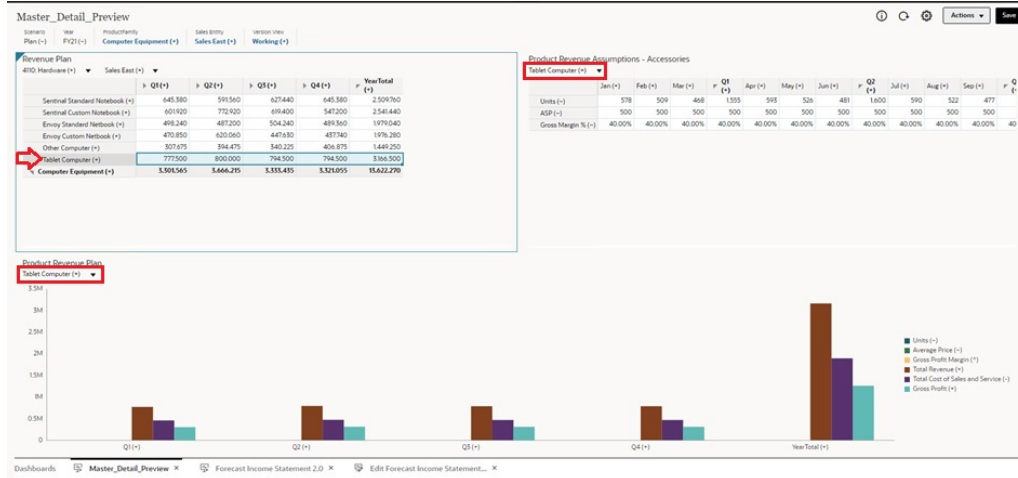 Master_Detail_Preview
Actions Save
Scenario Year ProductFamily Sales Entity Version View
Plan (~) FY21 (~) Computer Equipment (+) Sales East (+) Working (+)
Revenue Plan
4110: Hardware (+) Sales East (+)
Q1(+) Q2 (+) Q3 (+) Q4 (+) YearTotal (+)
Sentinal Standard Notebook (+) 645.380 591.560 627.440 645.380 2.509.760
Sentinal Custom Notebook (+) 601.920 772.920 619.400 547.200 2.541.440
Envoy Standard Netbook (+) 498.240 487.200 504.240 489.360 1.979.040
Envoy Custom Netbook (+) 470.850 620.060 447.630 437.740 1.976.280
Other Computer (+) 307.675 394.475 340.225 406.875 1.449.250
Tablet Computer (+) 777.500 800.000 794.500 794.500 3.166.500
Computer Equipment (+) 3.301.565 3.666.215 3.333.435 3.321.055 13.622.270
Product Revenue Assumptions - Accessories
Tablet Computer (+)
Jan (+) Feb (+) Mar (+) Q1 (+) Apr (+) May (+) Jun (+) Q2 (+) Jul (+) Aug (+) Sep (+)
Units (~) 578 509 468 1.555 593 526 481 1.600 590 522 477
ASP (~) 500 500 500 500 500 500 500 500 500 500 500
Gross Margin % (~) 40.00% 40.00% 40.00% 40.00% 40.00% 40.00% 40.00% 40.00% 40.00% 40.00% 40.00% 40
Product Revenue Plan
Tablet Computer (+)
3.5M
3M
2.5M
2M
1.5M
1M
0.5M
0
Q1 (+) Q2 (+) Q3 (+) Q4 (+) YearTotal (+)
Units (~)
Average Price (~)
Gross Profit Margin (^)
Total Revenue (+)
Total Cost of Sales and Service (-)
Gross Profit (+)
Dashboards Master_Detail_Preview × Forecast Income Statement 2.0 × Edit Forecast Income Statement... ×